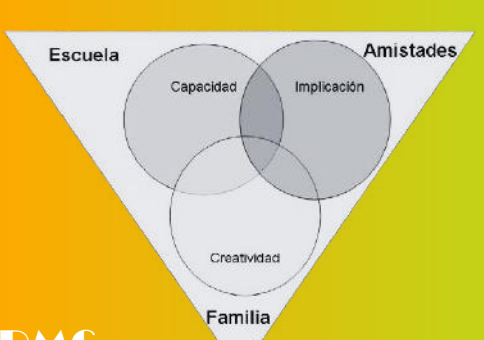 Escuela
Amistades
Capacidad
Implicación
Creatividad
Familia